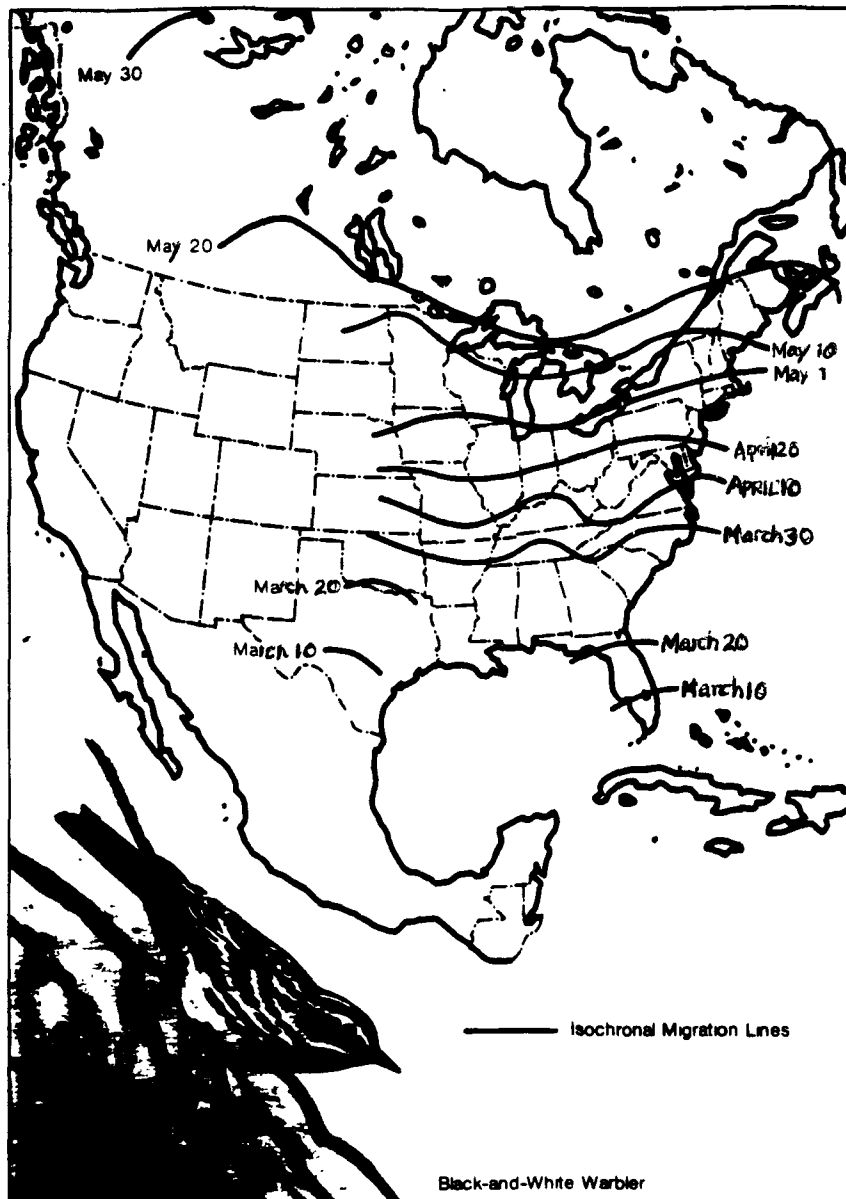 May 30
May 20
May 10
May 1
April 20
APRIL 10
March 30
March 20
March 20
March 10
March 10
Isochronal Migration Lines
Black-and-White Warbler